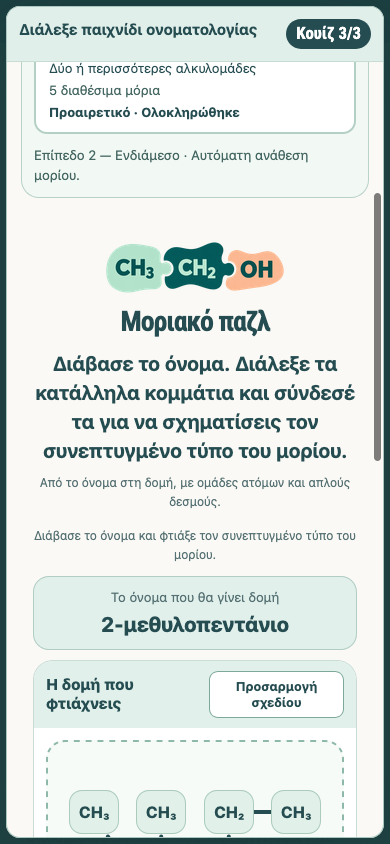 Διάλεξε παιχνίδι ονοματολογίας
Κουίζ 3/3
Δύο ή περισσότερες αλκυλομάδες
5 διαθέσιμα μόρια
Προαιρετικό · Ολοκληρώθηκε
Επίπεδο 2 — Ενδιάμεσο · Αυτόματη ανάθεση
μορίου.
CH₃ CH₂ OH
Μοριακό παζλ
Διάβασε το όνομα. Διάλεξε τα
κατάλληλα κομμάτια και σύνδεσέ
τα για να σχηματίσεις τον
συνεπτυγμένο τύπο του μορίου.
Από το όνομα στη δομή, με ομάδες ατόμων και απλούς
δεσμούς.
Διάβασε το όνομα και φτιάξε τον συνεπτυγμένο τύπο του
μορίου.
Το όνομα που θα γίνει δομή
2-μεθυλοπεντάνιο
Η δομή που
φτιάχνεις
Προσαρμογή
σχεδίου
CH₃ CH₃ CH₂ CH₃